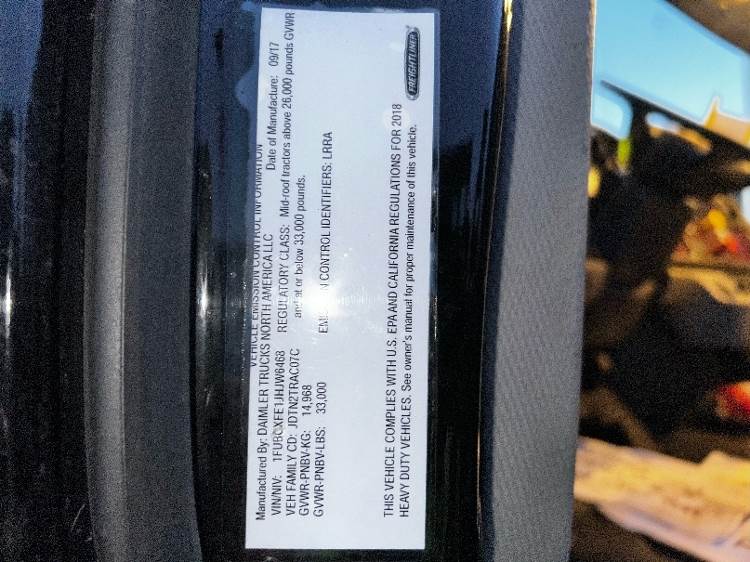 VEHICLE EMISSION CONTROL INFORMATION
Manufactured By: DAIMLER TRUCKS NORTH AMERICA LLC Date of Manufacture: 09/17
VIN/NIV: 1FUBCXFE1JHJW6468 REGULATORY CLASS: Mid-roof tractors above 26,000 pounds GVWR
VEH FAMILY CD: JDTN2TRAC07C and at or below 33,000 pounds.
GVWR-PNBV-KG: 14,968
GVWR-PNBV-LBS: 33,000 EMISSION CONTROL IDENTIFIERS: LRRA
THIS VEHICLE COMPLIES WITH U.S. EPA AND CALIFORNIA REGULATIONS FOR 2018
HEAVY DUTY VEHICLES. See owner's manual for proper maintenance of this vehicle.
FREIGHTLINER